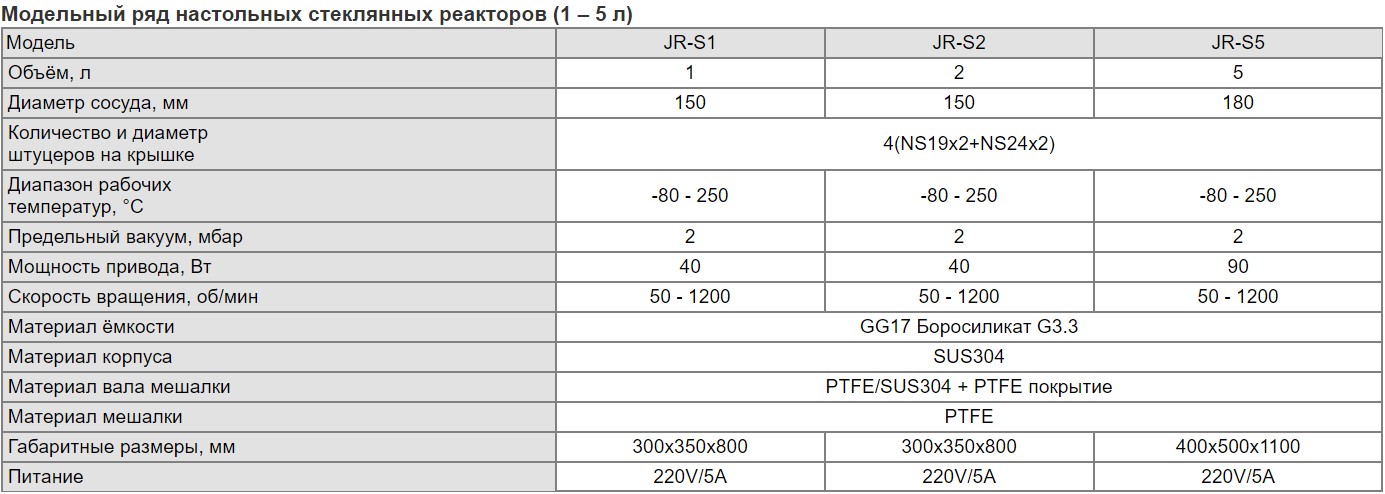 Модельный ряд настольных стеклянных реакторов (1 – 5 л)
Модель JR-S1 JR-S2 JR-S5
Объём, л 1 2 5
Диаметр сосуда, мм 150 150 180
Количество и диаметр
штуцеров на крышке 4(NS19x2+NS24x2)
Диапазон рабочих
температур, °C -80 - 250 -80 - 250 -80 - 250
Предельный вакуум, мбар 2 2 2
Мощность привода, Вт 40 40 90
Скорость вращения, об/мин 50 - 1200 50 - 1200 50 - 1200
Материал ёмкости GG17 Боросиликат G3.3
Материал корпуса SUS304
Материал вала мешалки PTFE/SUS304 + PTFE покрытие
Материал мешалки PTFE
Габаритные размеры, мм 300x350x800 300x350x800 400x500x1100
Питание 220V/5A 220V/5A 220V/5A